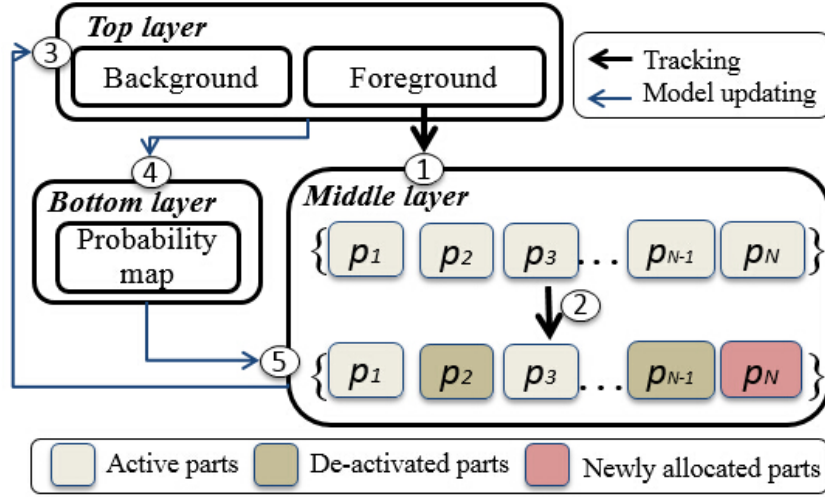 Top layer
3
Background
Foreground
Tracking
Model updating
4
1
Bottom layer
Probability
map
Middle layer
{ p1 p2 p3 ... pN-1 pN }
2
5
{ p1 p2 p3 ... pN-1 pN }
Active parts
De-activated parts
Newly allocated parts